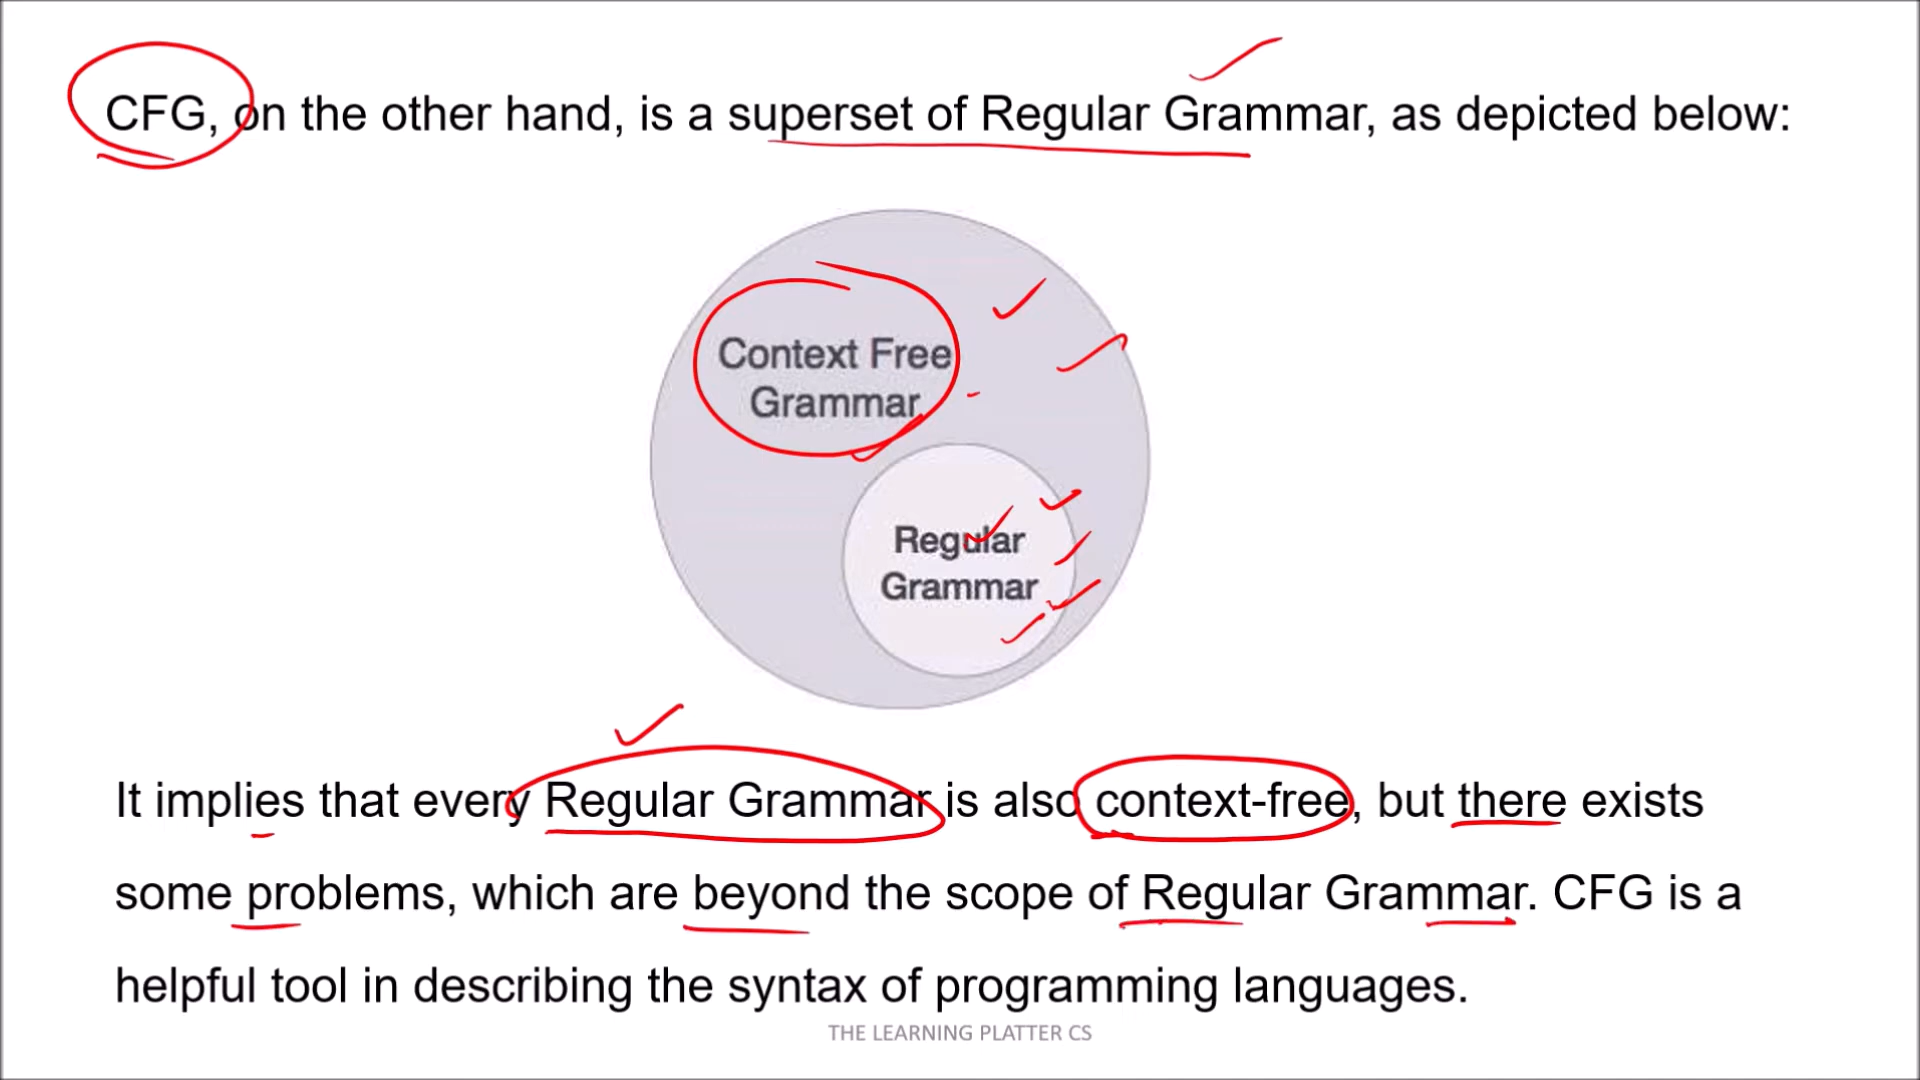 CFG, on the other hand, is a superset of Regular Grammar, as depicted below:
Context Free
Grammar
Regular
Grammar
It implies that every Regular Grammar is also context-free, but there exists
some problems, which are beyond the scope of Regular Grammar. CFG is a
helpful tool in describing the syntax of programming languages.
THE LEARNING PLATTER CS